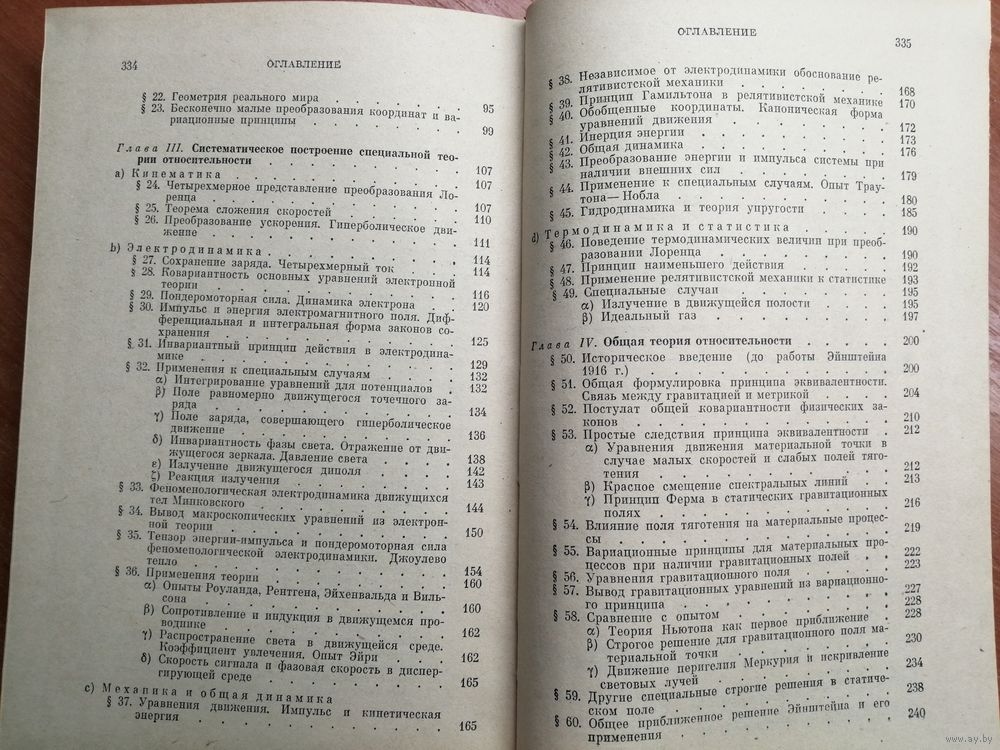 334 ОГЛАВЛЕНИЕ
§ 22. Геометрия реального мира . . . . . . . 95
§ 23. Бесконечно малые преобразования координат и ва-
риационные принципы . . . . . . . . . 99
Глава III. Систематическое построение специальной тео-
рии относительности . . . . . . . . . . 107
a) Кинематика . . . . . . . . . . . 107
§ 24. Четырехмерное представление преобразования Ло-
ренца . . . . . . . . . . . . 107
§ 25. Теорема сложения скоростей . . . . . . 110
§ 26. Преобразование ускорения. Гиперболическое дви-
жение . . . . . . . . . . . . 111
b) Электродинамика . . . . . . . . . . 114
§ 27. Сохранение заряда. Четырехмерный ток . . . 114
§ 28. Ковариантность основных уравнений электронной
теории . . . . . . . . . . . . 116
§ 29. Пондеромоторная сила. Динамика электрона . . 120
§ 30. Импульс и энергия электромагнитного поля. Диф-
ференциальная и интегральная форма законов со-
хранения . . . . . . . . . . . 125
§ 31. Инвариантный принцип действия в электродина-
мике . . . . . . . . . . . . 129
§ 32. Применения к специальным случаям . . . . 132
α) Интегрирование уравнений для потенциалов . 132
β) Поле равномерно движущегося точечного за-
ряда . . . . . . . . . . . . 134
γ) Поле заряда, совершающего гиперболическое
движение . . . . . . . . . . . 136
δ) Инвариантность фазы света. Отражение от дви-
жущегося зеркала. Давление света . . . . 138
ε) Излучение движущегося диполя . . . . 142
ζ) Реакция излучения . . . . . . . . 143
§ 33. Феноменологическая электродинамика движущихся
тел Минковского . . . . . . . . . 144
§ 34. Вывод макроскопических уравнений из электрон-
ной теории . . . . . . . . . . . 150
§ 35. Тензор энергии-импульса и пондеромоторная сила
феноменологической электродинамики. Джоулево
тепло . . . . . . . . . . . . 154
§ 36. Применения теории . . . . . . . . 160
α) Опыты Роуланда, Рентгена, Эйхенвальда и Виль-
сона . . . . . . . . . . . . 160
β) Сопротивление и индукция в движущемся про-
воднике . . . . . . . . . . . 162
γ) Распространение света в движущейся среде.
Коэффициент увлечения. Опыт Эйри . . . 162
δ) Скорость сигнала и фазовая скорость в диспер-
гирующей среде . . . . . . . . . 165
c) Механика и общая динамика
§ 37. Уравнения движения. Импульс и кинетическая
энергия . . . . . . . . . . . . 165
ОГЛАВЛЕНИЕ 335
§ 38. Независимое от электродинамики обоснование ре-
лятивистской механики . . . . . . . 168
§ 39. Принцип Гамильтона в релятивистской механике 170
§ 40. Обобщенные координаты. Каноническая форма
уравнений движения . . . . . . . . 172
§ 41. Инерция энергии . . . . . . . . . 173
§ 42. Общая динамика . . . . . . . . . 176
§ 43. Преобразование энергии и импульса системы при
наличии внешних сил . . . . . . . . 179
§ 44. Применение к специальным случаям. Опыт Трау-
тона— Нобла . . . . . . . . . . 180
§ 45. Гидродинамика и теория упругости . . . . 185
d) Термодинамика и статистика . . . . . . 190
§ 46. Поведение термодинамических величин при преоб-
разовании Лоренца . . . . . . . . 190
§ 47. Принцип наименьшего действия . . . . . 192
§ 48. Применение релятивистской механики к статистике 193
§ 49. Специальные случаи . . . . . . . . 195
α) Излучение в движущейся полости . . . . 195
β) Идеальный газ . . . . . . . . . 197
Глава IV. Общая теория относительности . . . . . 200
§ 50. Историческое введение (до работы Эйнштейна
1916 г.) . . . . . . . . . . . 200
§ 51. Общая формулировка принципа эквивалентности.
Связь между гравитацией и метрикой . . . . 204
§ 52. Постулат общей ковариантности физических за-
конов . . . . . . . . . . . . 210
§ 53. Простые следствия принципа эквивалентности . 212
α) Уравнения движения материальной точки в
случае малых скоростей и слабых полей тяго-
тения . . . . . . . . . . . . 212
β) Красное смещение спектральных линий . . 213
γ) Принцип Ферма в статических гравитационных
полях . . . . . . . . . . . . 216
§ 54. Влияние поля тяготения на материальные процес-
сы . . . . . . . . . . . . . 219
§ 55. Вариационные принципы для материальных про-
цессов при наличии гравитационных полей . . 222
§ 56. Уравнения гравитационного поля . . . . . 223
§ 57. Вывод гравитационных уравнений из вариационно-
го принципа . . . . . . . . . . 227
§ 58. Сравнение с опытом . . . . . . . . 228
α) Теория Ньютона как первое приближение . . 228
β) Строгое решение для гравитационного поля ма-
териальной точки . . . . . . . . 230
γ) Движение перигелия Меркурия и искривление
световых лучей . . . . . . . . . 234
§ 59. Другие специальные строгие решения в статиче-
ском поле . . . . . . . . . . . 238
§ 60. Общее приближенное решение Эйнштейна и его
применения . . . . . . . . . . 240
www.ay.by